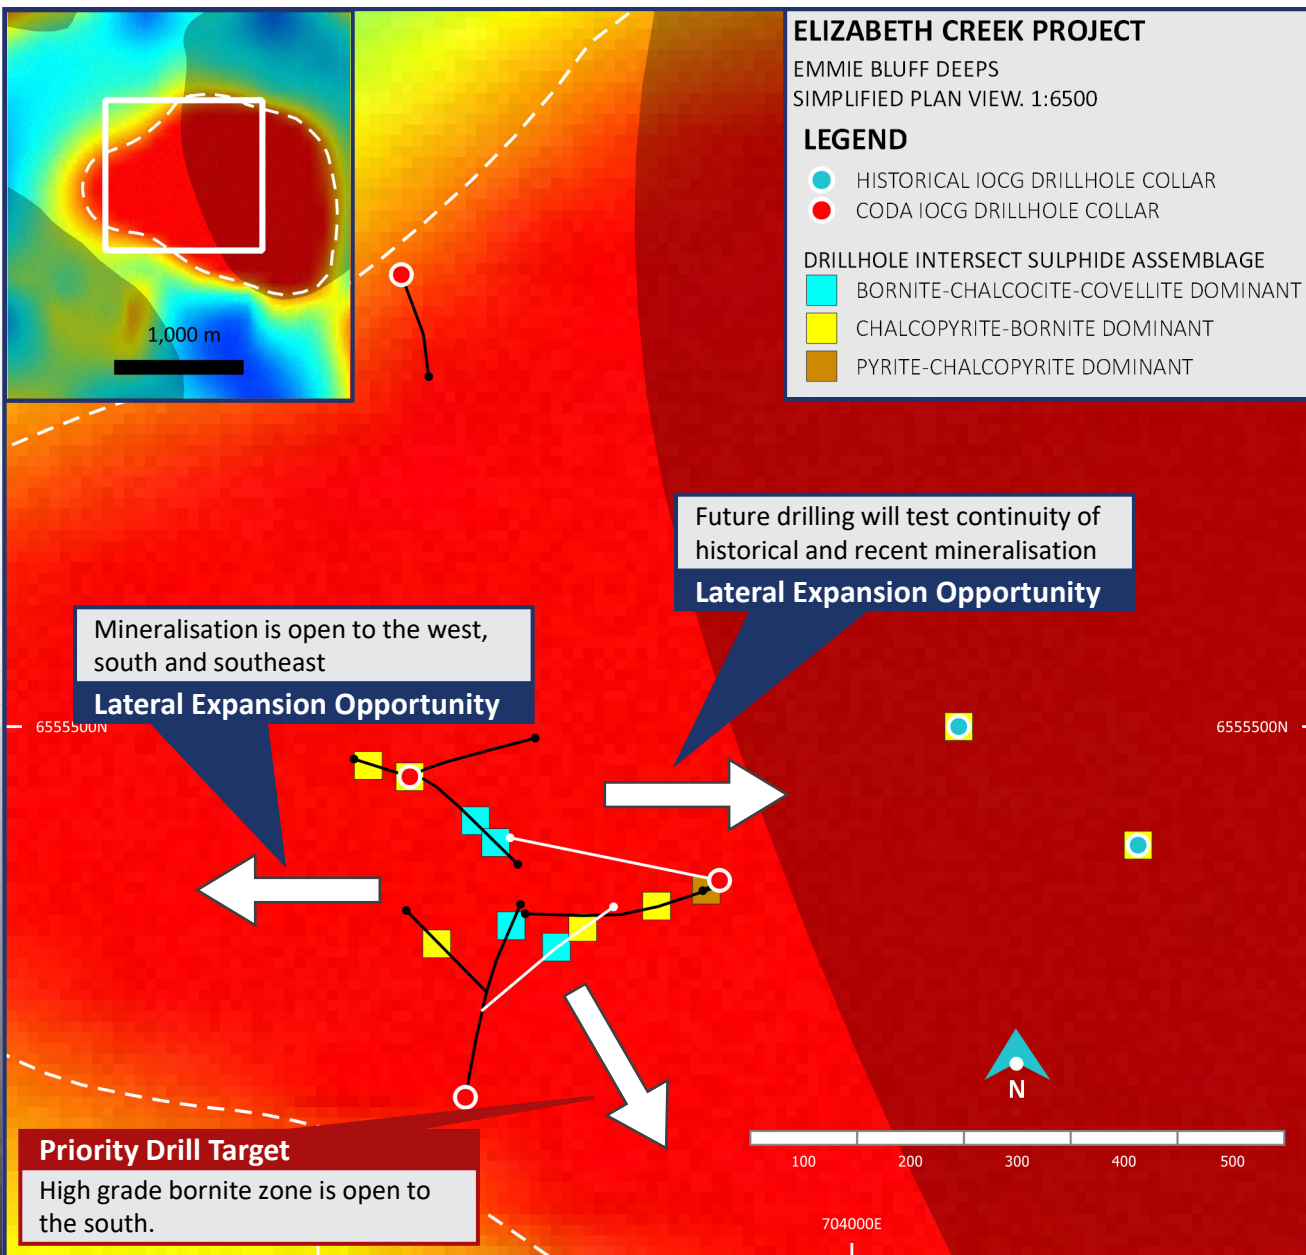 1,000 m
ELIZABETH CREEK PROJECT
EMMIE BLUFF DEEPS
SIMPLIFIED PLAN VIEW. 1:6500
LEGEND
HISTORICAL IOCG DRILLHOLE COLLAR
CODA IOCG DRILLHOLE COLLAR
DRILLHOLE INTERSECT SULPHIDE ASSEMBLAGE
BORNITE-CHALCOCITE-COVELLITE DOMINANT
CHALCOPYRITE-BORNITE DOMINANT
PYRITE-CHALCOPYRITE DOMINANT
Future drilling will test continuity of
historical and recent mineralisation
Lateral Expansion Opportunity
Mineralisation is open to the west,
south and southeast
Lateral Expansion Opportunity
6555500N
6555500N
N
Priority Drill Target
High grade bornite zone is open to
the south.
100 200 300 400 500
704000E